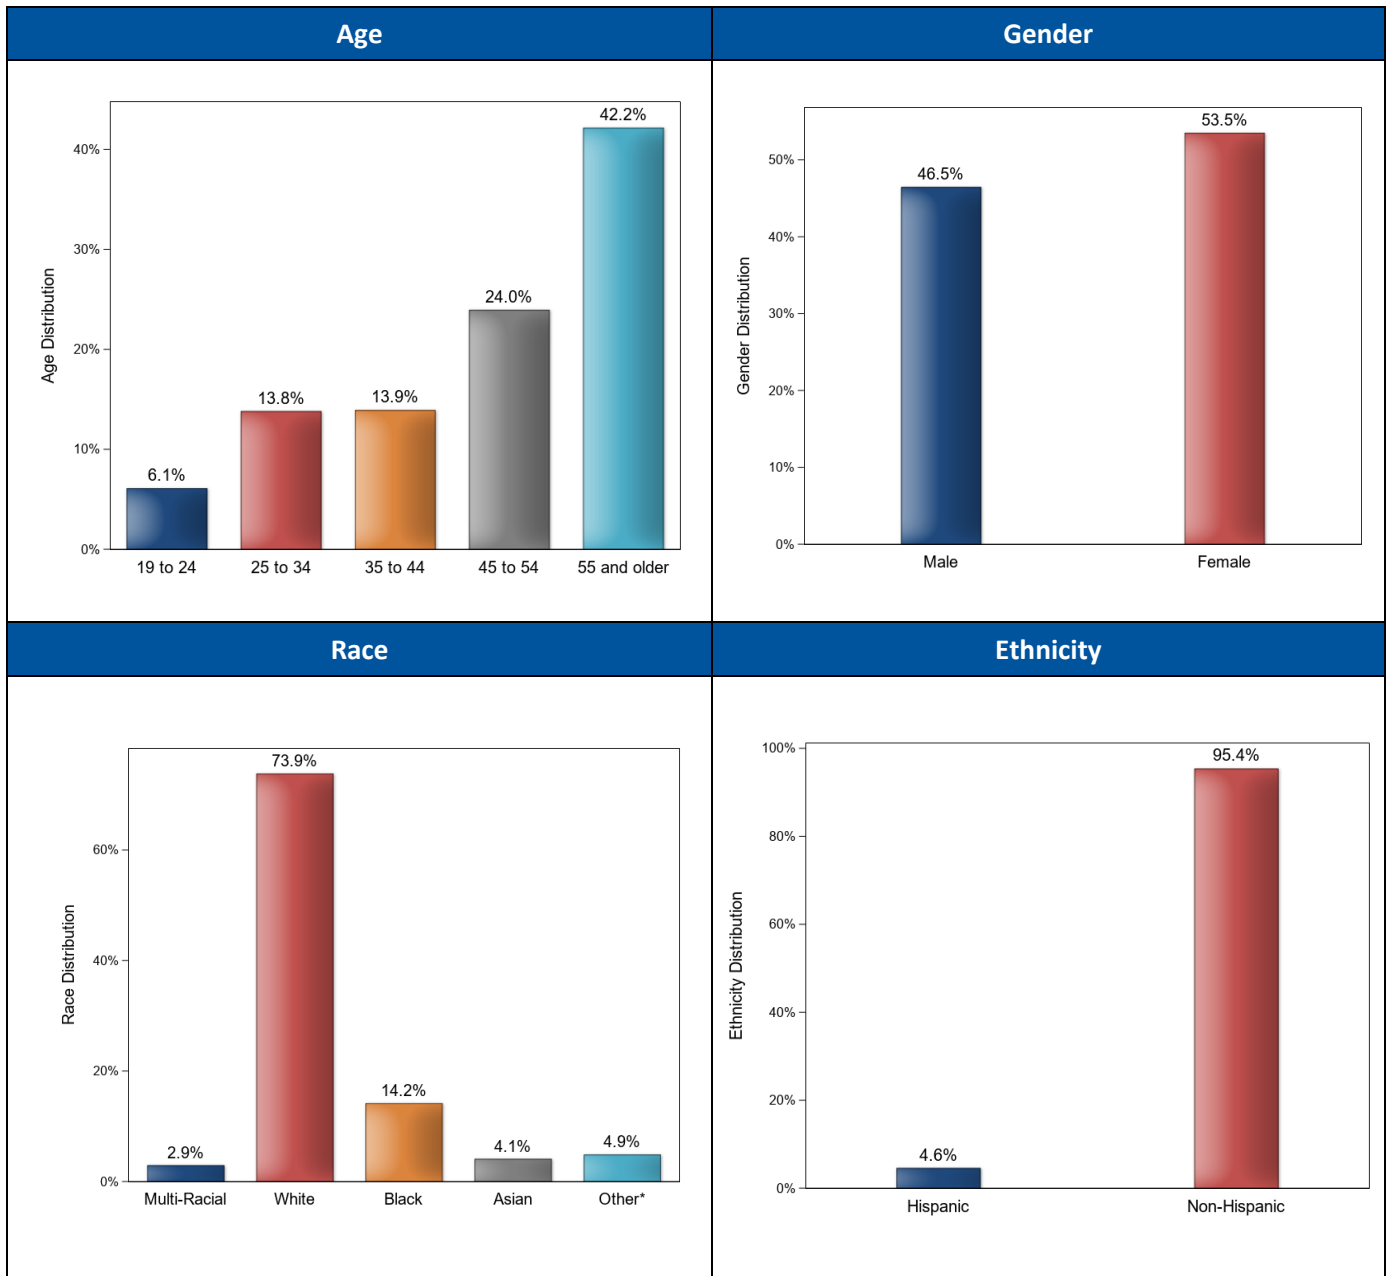 Age
Gender
Age Distribution
40%
30%
20%
10%
0%
6.1%
13.8%
13.9%
24.0%
42.2%
19 to 24
25 to 34
35 to 44
45 to 54
55 and older
Gender Distribution
50%
40%
30%
20%
10%
0%
46.5%
53.5%
Male
Female
Race
Ethnicity
Race Distribution
60%
40%
20%
0%
2.9%
73.9%
14.2%
4.1%
4.9%
Multi-Racial
White
Black
Asian
Other*
Ethnicity Distribution
100%
80%
60%
40%
20%
0%
4.6%
95.4%
Hispanic
Non-Hispanic